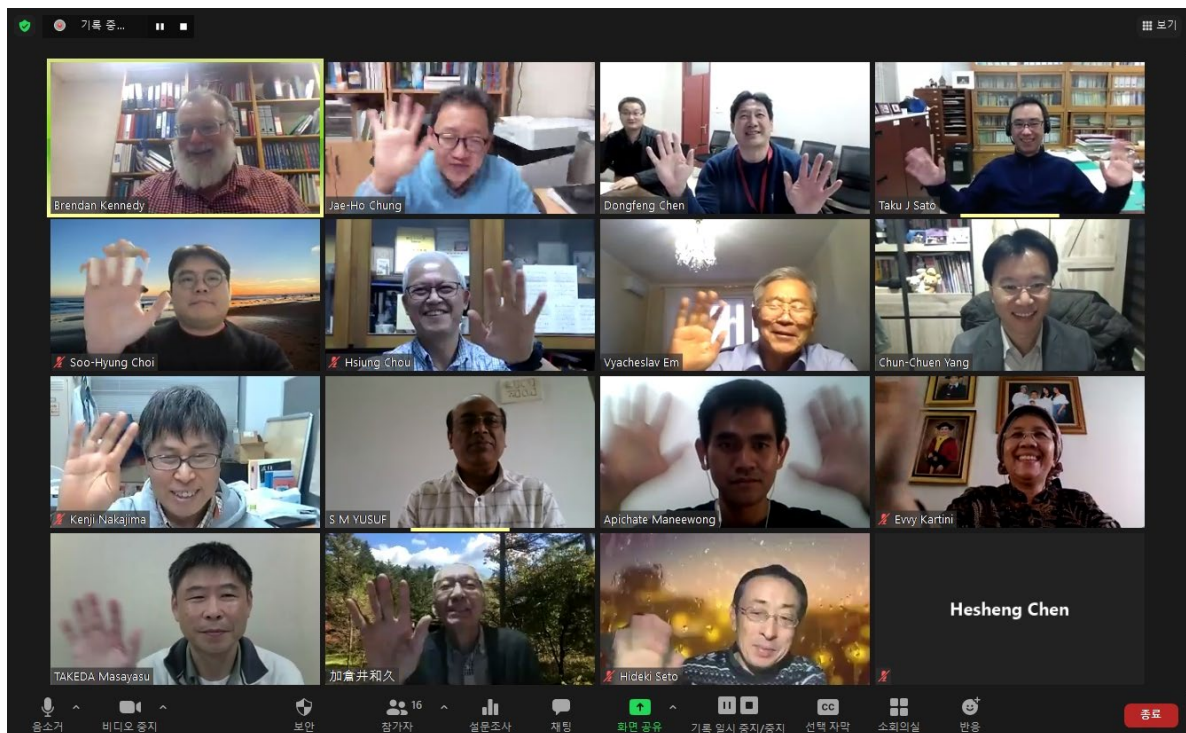 기록 중...
보기
Brendan Kennedy
Jae-Ho Chung
Dongfeng Chen
Taku J Sato
Soo-Hyung Choi
Hsiung Chou
Vyacheslav Em
Chun-Chuen Yang
Kenji Nakajima
S M YUSUF
Apichate Maneewong
Evvy Kartini
TAKEDA Masayasu
加倉井和久
Hideki Seto
Hesheng Chen
음소거
비디오 중지
보안
16
참가자
설문조사
채팅
화면 공유
기록 일시 중지/중지
CC
선택 자막
소회의실
반응
종료